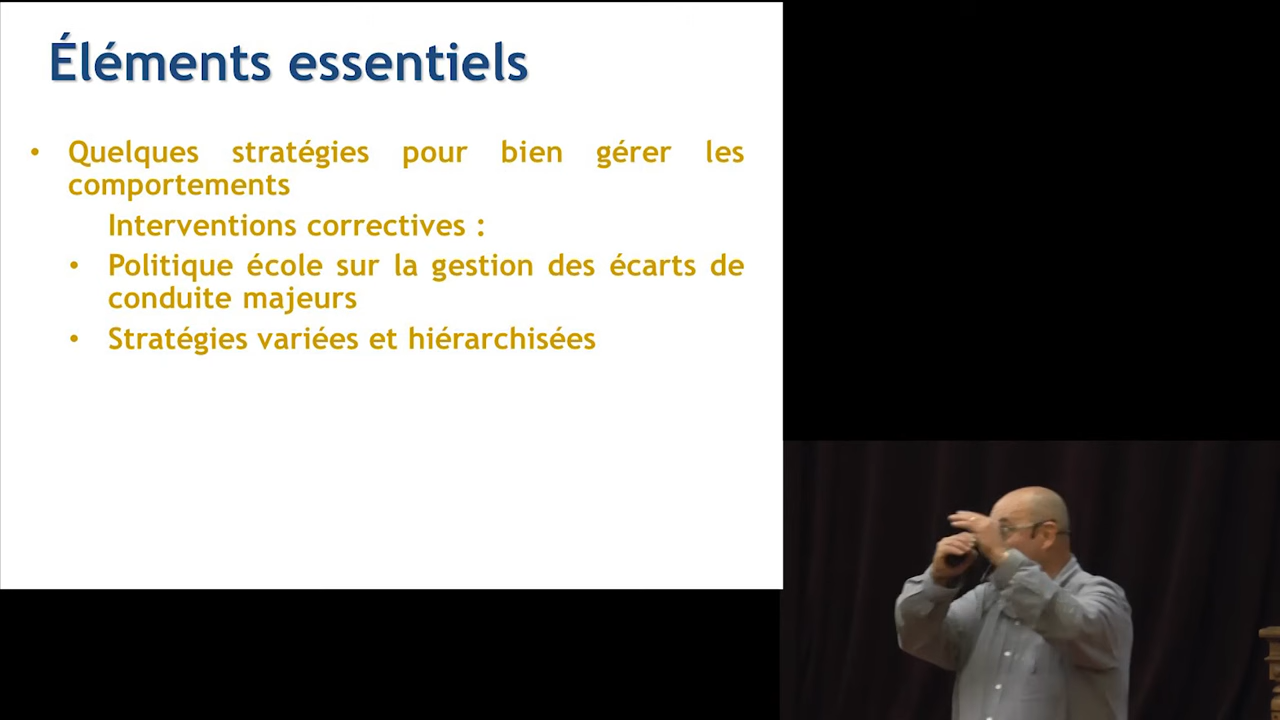 Éléments essentiels
• Quelques stratégies pour bien gérer les
comportements
Interventions correctives :
• Politique école sur la gestion des écarts de
conduite majeurs
• Stratégies variées et hiérarchisées